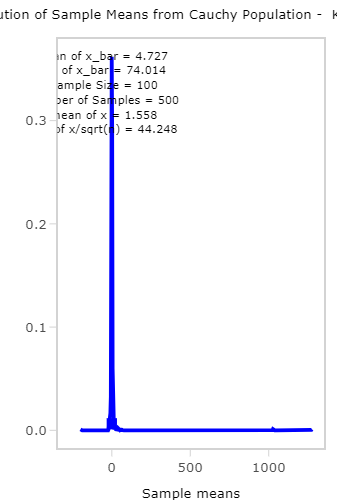 ution of Sample Means from Cauchy Population - K
an of x_bar = 4.727
of x_bar = 74.014
ample Size = 100
ber of Samples = 500
mean of x = 1.558
of x/sqrt(n) = 44.248
0.3
0.2
0.1
0.0
0 500 1000
Sample means